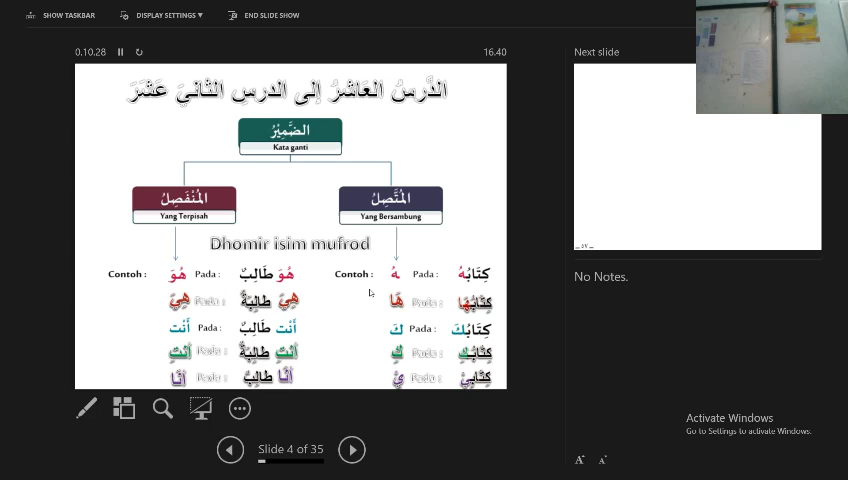 SHOW TASKBAR DISPLAY SETTINGS ▼ END SLIDE SHOW
0.10.28 16.40 Next slide
الدَّرسُ العَاشرُ إلى الدرس الثانيَ عَشَرَ
الضَّمِيْرُ
Kata ganti
المُنْفَصِلُ المُتَّصِلُ
Yang Terpisah Yang Bersambung
Dhomir isim mufrod
Contoh : هُوَ Pada : هُوَ طَالِبٌ Contoh : ـهُ Pada : كِتَابُهُ
هِيَ Pada : هِيَ طَالِبَةٌ هَا Pada : كِتَابُهَا
أَنْتَ Pada : أَنْتَ طَالِبٌ كَ Pada : كِتَابُكَ
أَنْتِ Pada : أَنْتِ طَالِبَةٌ كِ Pada : كِتَابُكِ
أَنَا Pada : أَنَا طَالِبٌ يْ Pada : كِتَابِيْ
_ ٥٧ _
No Notes.
Slide 4 of 35
Activate Windows
Go to Settings to activate Windows.
A A